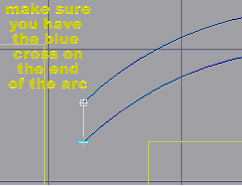 make sure
you have
the blue
cross on
the end
of the arc